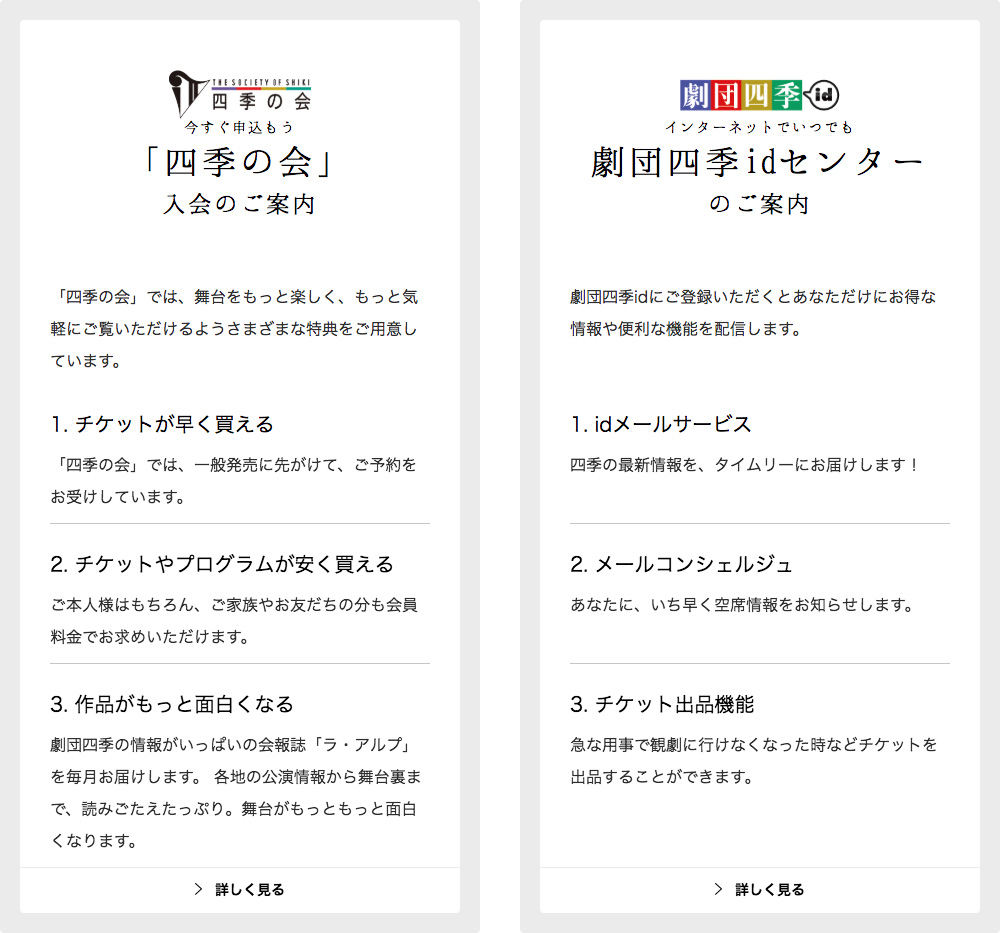 THE SOCIETY OF SHIKI
四季の会
今すぐ申込もう
「四季の会」
入会のご案内
「四季の会」では、舞台をもっと楽しく、もっと気
軽にご覧いただけるようさまざまな特典をご用意し
ています。
1. チケットが早く買える
「四季の会」では、一般発売に先がけて、ご予約を
お受けしています。
2. チケットやプログラムが安く買える
ご本人様はもちろん、ご家族やお友だちの分も会員
料金でお求めいただけます。
3. 作品がもっと面白くなる
劇団四季の情報がいっぱいの会報誌「ラ・アルプ」
を毎月お届けします。 各地の公演情報から舞台裏ま
で、読みごたえたっぷり。舞台がもっともっと面白
くなります。
詳しく見る
劇団四季id
インターネットでいつでも
劇団四季idセンター
のご案内
劇団四季idにご登録いただくとあなただけにお得な
情報や便利な機能を配信します。
1. idメールサービス
四季の最新情報を、タイムリーにお届けします！
2. メールコンシェルジュ
あなたに、いち早く空席情報をお知らせします。
3. チケット出品機能
急な用事で観劇に行けなくなった時などチケットを
出品することができます。
詳しく見る